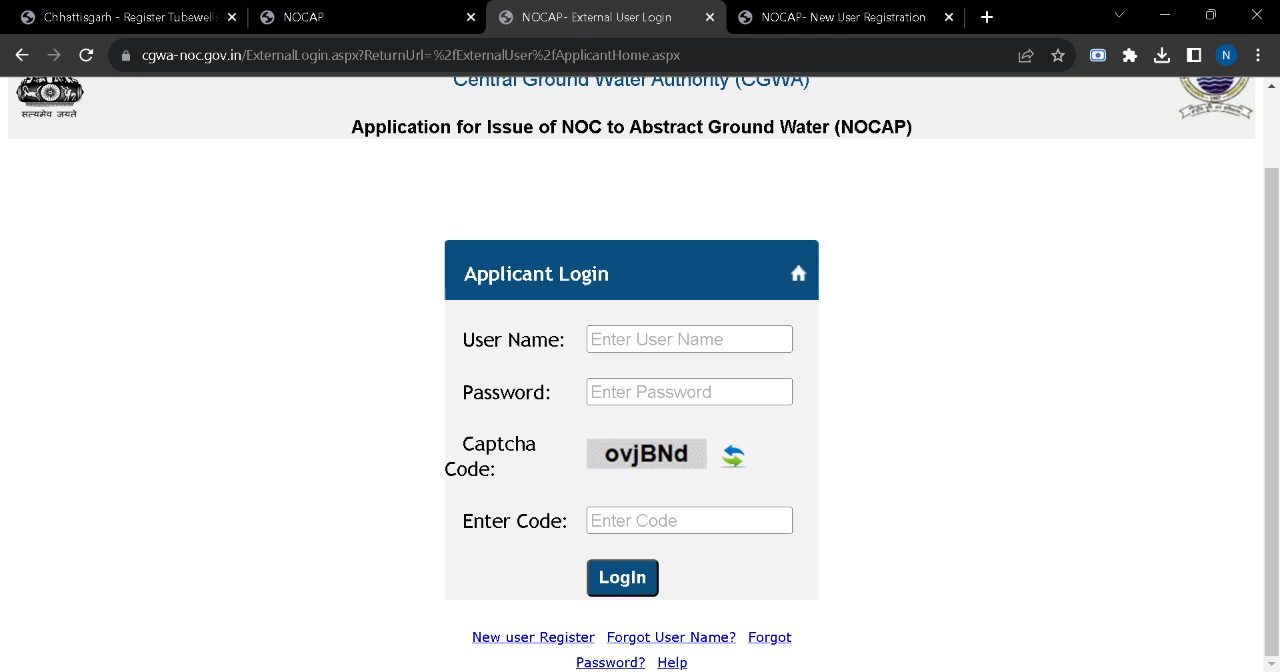 Chhattisgarh - Register Tubewells
NOCAP
NOCAP- External User Login
NOCAP- New User Registration
cgwa-noc.gov.in/ExternalLogin.aspx?ReturnUrl=%2fExternalUser%2fApplicantHome.aspx
N
Central Ground Water Authority (CGWA)
सत्यमेव जयते
Application for Issue of NOC to Abstract Ground Water (NOCAP)
Applicant Login
User Name: Enter User Name
Password: Enter Password
Captcha
Code:
ovjBNd
Enter Code: Enter Code
LogIn
New user Register Forgot User Name? Forgot
Password? Help